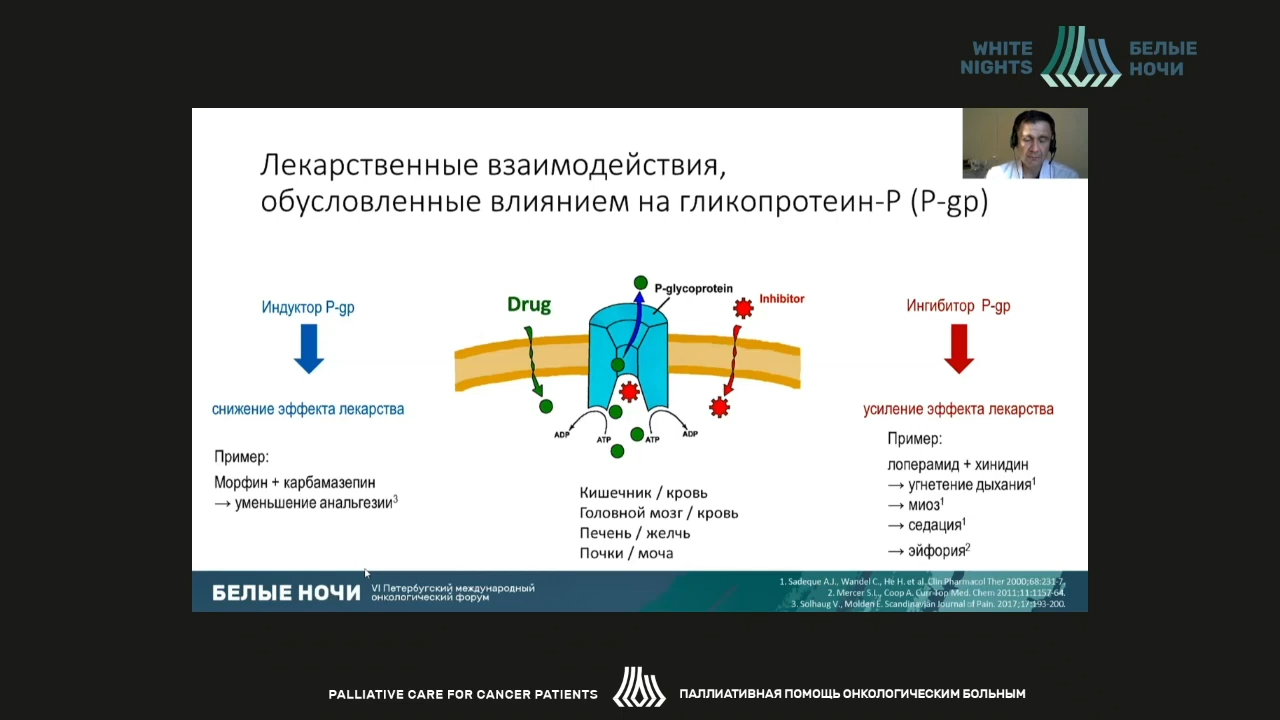 WHITE
NIGHTS
БЕЛЫЕ
НОЧИ
Лекарственные взаимодействия,
обусловленные влиянием на гликопротеин-P (P-gp)
Индуктор P-gp
снижение эффекта лекарства
Пример:
Морфин + карбамазепин
→ уменьшение анальгезии³
Drug
P-glycoprotein
Inhibitor
ADP
ATP
ATP
ADP
Кишечник / кровь
Головной мозг / кровь
Печень / желчь
Почки / моча
Ингибитор P-gp
усиление эффекта лекарства
Пример:
лоперамид + хинидин
→ угнетение дыхания¹
→ миоз¹
→ седация¹
→ эйфория²
БЕЛЫЕ НОЧИ
VI Петербургский международный
онкологический форум
1. Sadeque A.J., Wandel C., He H. et al. Clin Pharmacol Ther 2000;68:231-7.
2. Mercer S.L., Coop A. Curr Top Med. Chem 2011;11:1157-64.
3. Solhaug V., Molden E. Scandinavian Journal of Pain. 2017;17:193-200.
PALLIATIVE CARE FOR CANCER PATIENTS
ПАЛЛИАТИВНАЯ ПОМОЩЬ ОНКОЛОГИЧЕСКИМ БОЛЬНЫМ